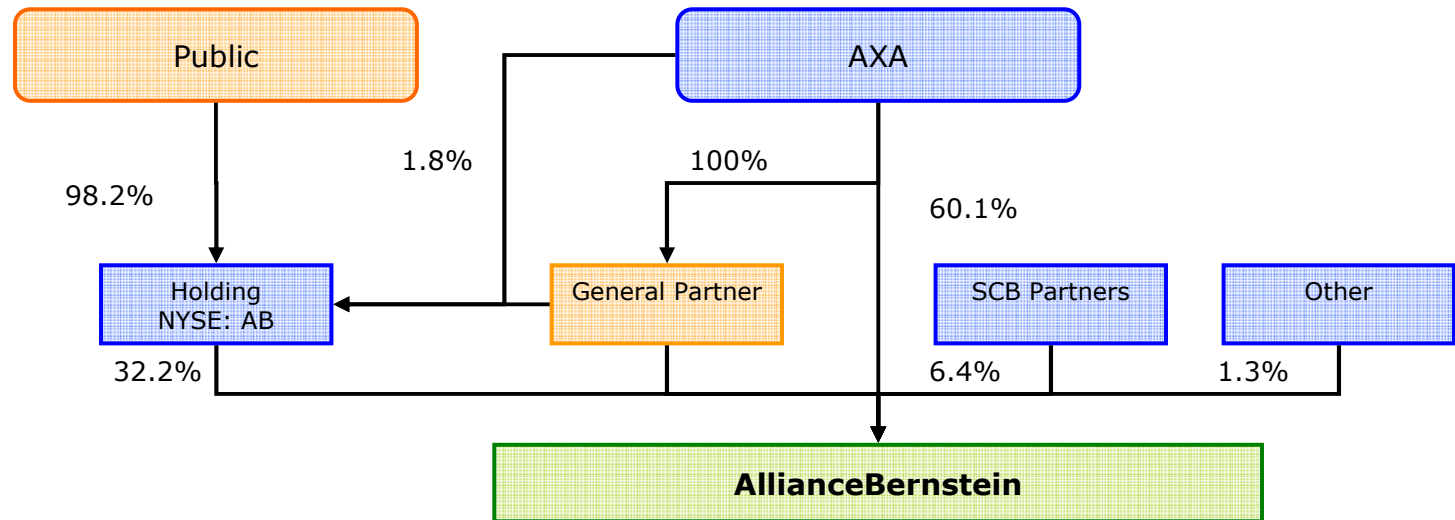 Public
AXA
1.8%
100%
98.2%
60.1%
Holding
NYSE: AB
General Partner
SCB Partners
Other
32.2%
6.4%
1.3%
AllianceBernstein